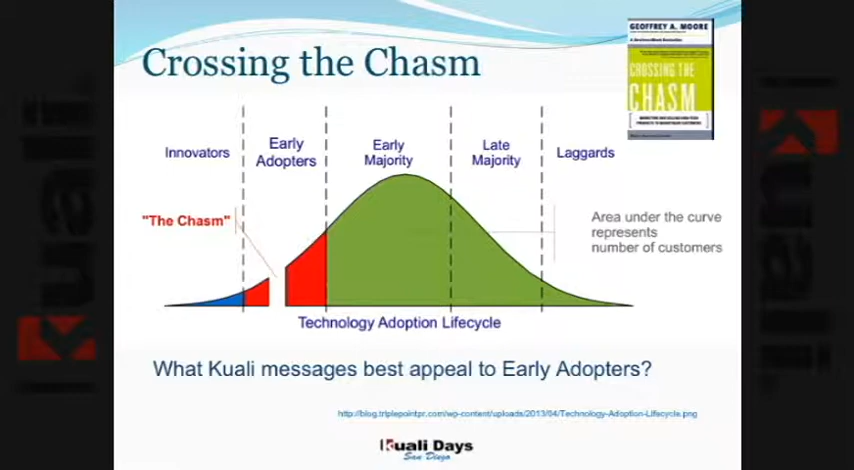 Crossing the Chasm
GEOFFREY A. MOORE
CROSSING THE
CHASM
Innovators
Early
Adopters
Early
Majority
Late
Majority
Laggards
"The Chasm"
Area under the curve
represents
number of customers
Technology Adoption Lifecycle
What Kuali messages best appeal to Early Adopters?
http://blog.triplepointpr.com/wp-content/uploads/2013/04/Technology-Adoption-Lifecycle.png
Kuali Days
San Diego
kuali
kuali